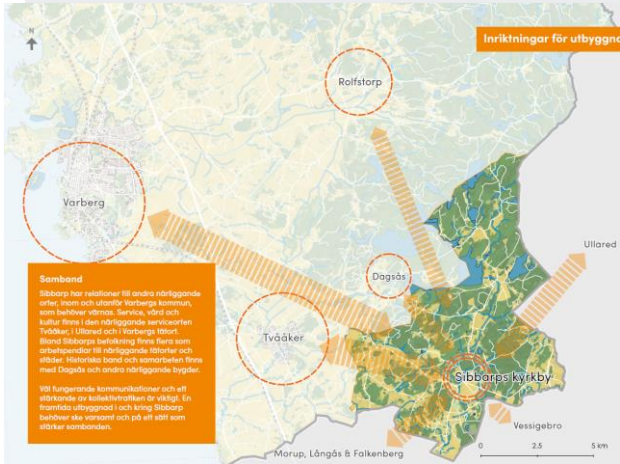 N
Inriktningar för utbyggna
Rolfstorp
Varberg
Ullared
Dagsås
Samband
Sibbarp har relationer till andra närliggande
orter, inom och utanför Varbergs kommun,
som behöver värnas. Service, vård och
kultur finns i den närliggande serviceorten
Tvååker, i Ullared och i Varbergs tätort.
Bland Sibbarps befolkning finns flera som
arbetspendlar till närliggande tätorter och
städer. Historiska band och samarbeten finns
med Dagsås och andra närliggande bygder.
Väl fungerande kommunikationer och ett
stärkande av kollektivtrafiken är viktigt. En
framtida utbyggnad i och kring Sibbarp
behöver ske varsamt och på ett sätt som
stärker sambanden.
Tvååker
Sibbarps kyrkby
Vessigebro
Morup, Långås & Falkenberg
0 2.5 5 km